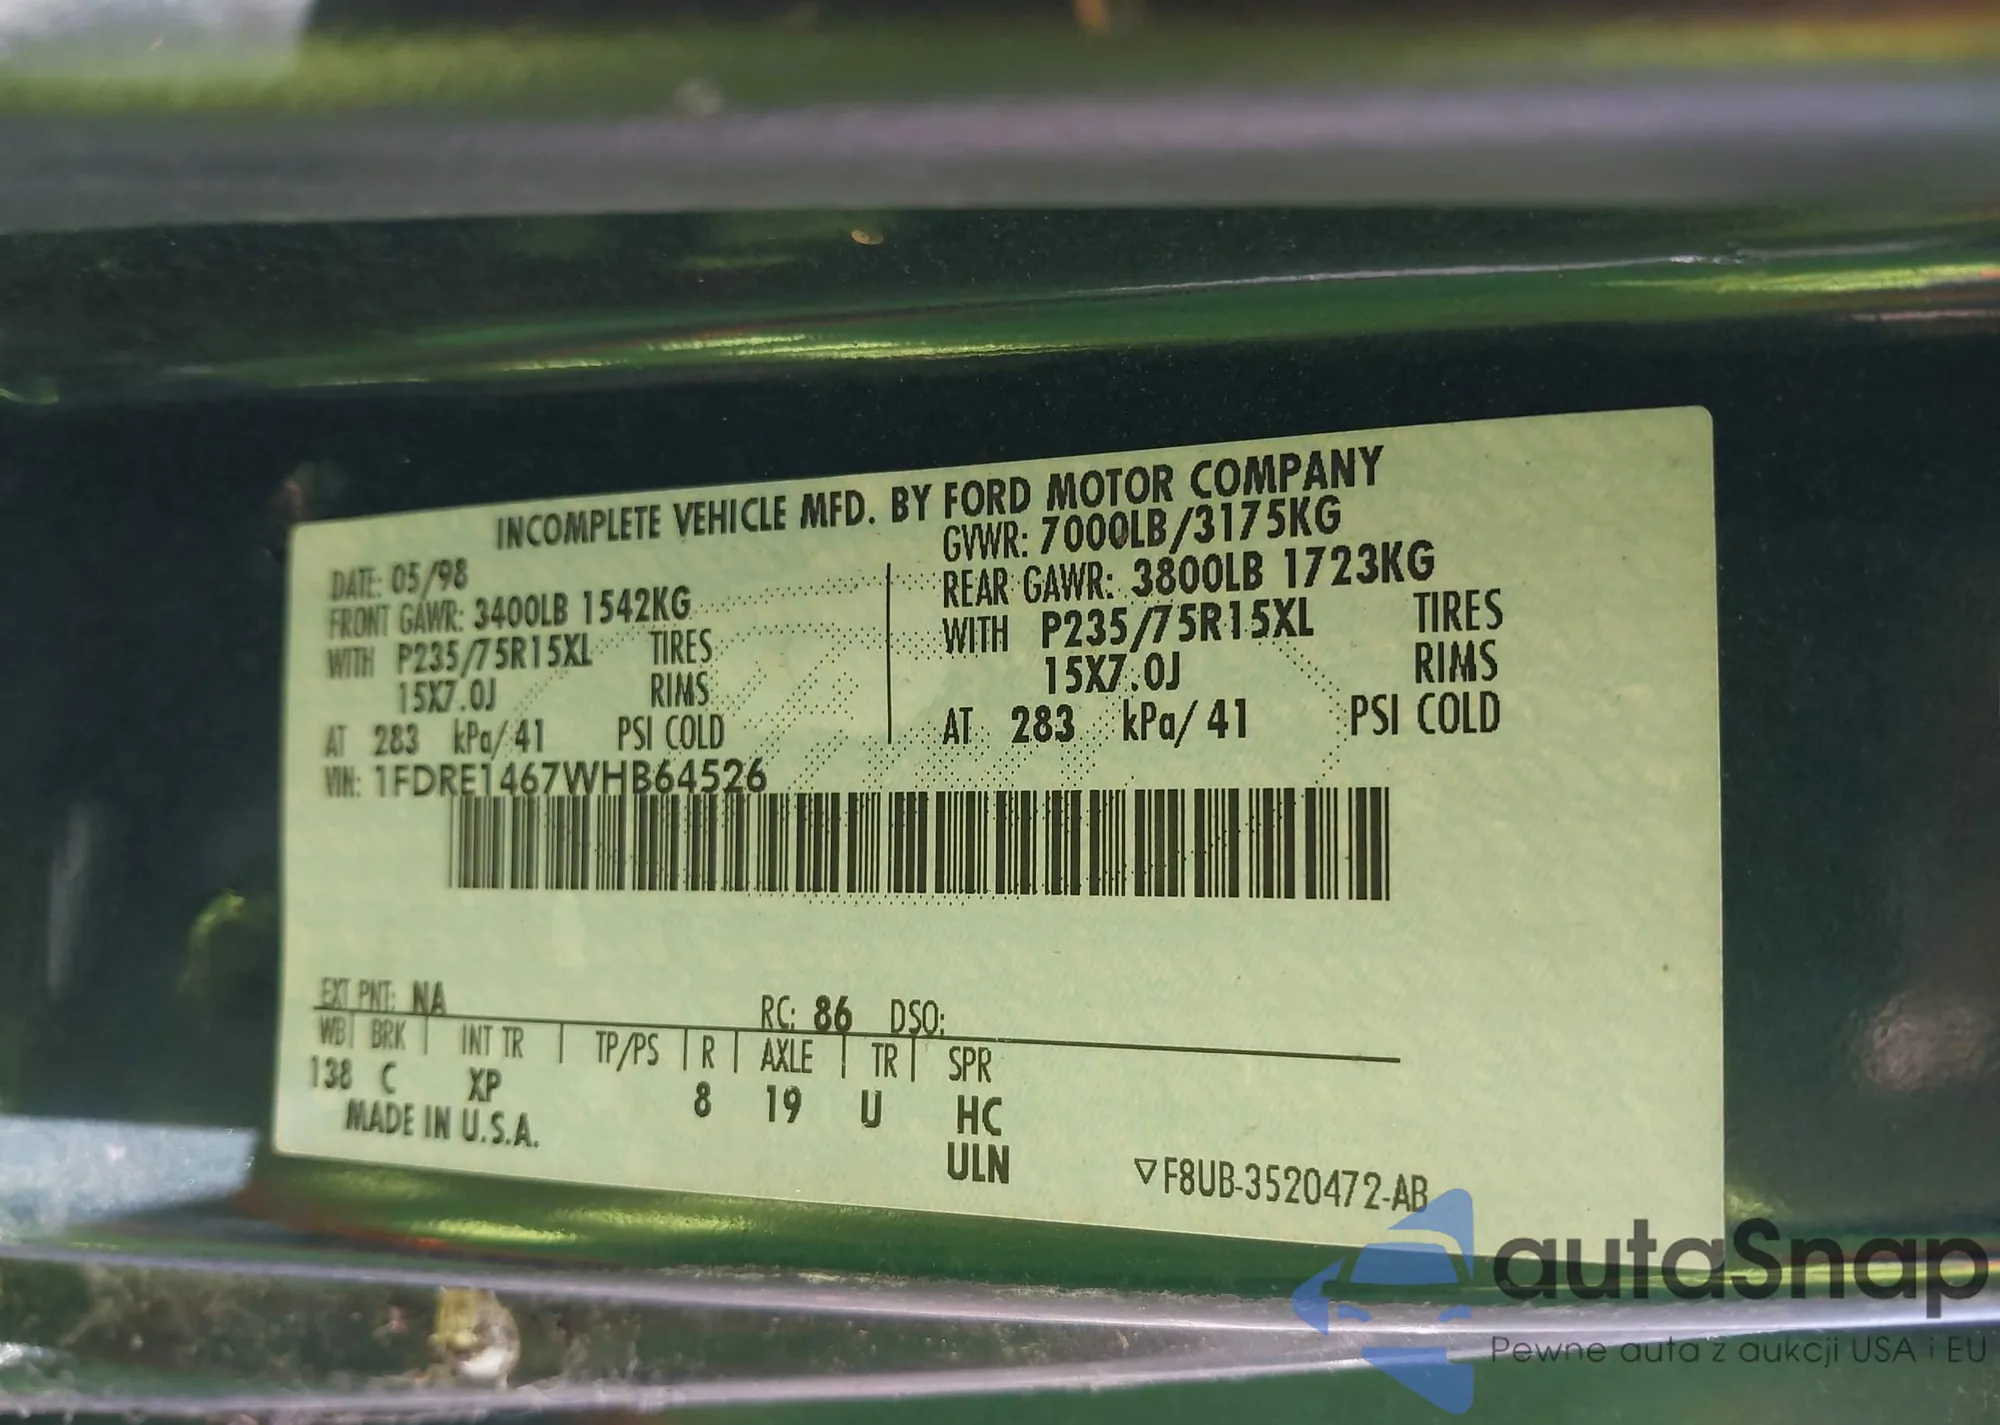 INCOMPLETE VEHICLE MFD. BY FORD MOTOR COMPANY
DATE: 05/98
GVWR: 7000LB/3175KG
FRONT GAWR: 3400LB 1542KG
REAR GAWR: 3800LB 1723KG
WITH P235/75R15XL TIRES
WITH P235/75R15XL TIRES
15X7.0J RIMS
15X7.0J RIMS
AT 283 kPa/41 PSI COLD
AT 283 kPa/41 PSI COLD
VIN: 1FDRE1467WHB64526
EXT PNT: NA RC: 86 DSO:
WB BRK INT TR TP/PS R AXLE TR SPR
138 C XP 8 19 U HC
MADE IN U.S.A. ULN
▽F8UB-3520472-AB
autaSnap
Pewne auta z aukcji USA i EU